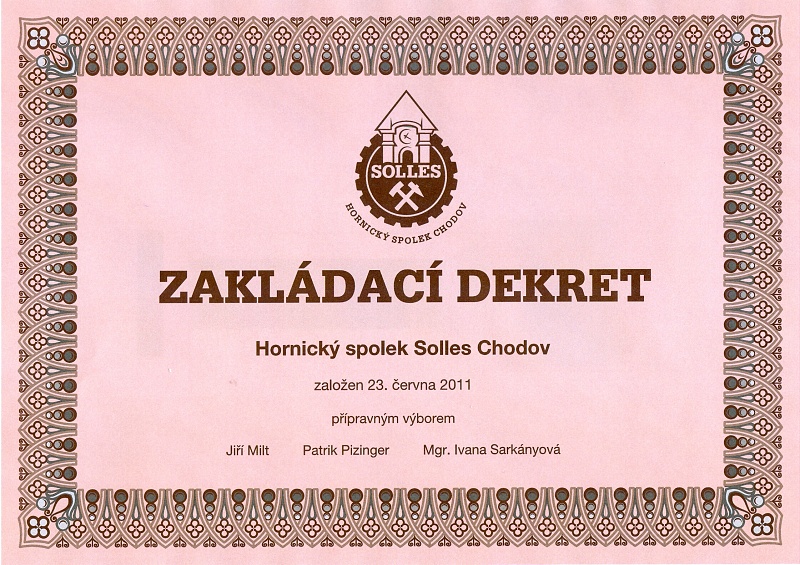 SOLLES
HORNICKÝ SPOLEK CHODOV
ZAKLÁDACÍ DEKRET
Hornický spolek Solles Chodov
založen 23. června 2011
přípravným výborem
Jiří Milt Patrik Pizinger Mgr. Ivana Sarkányová